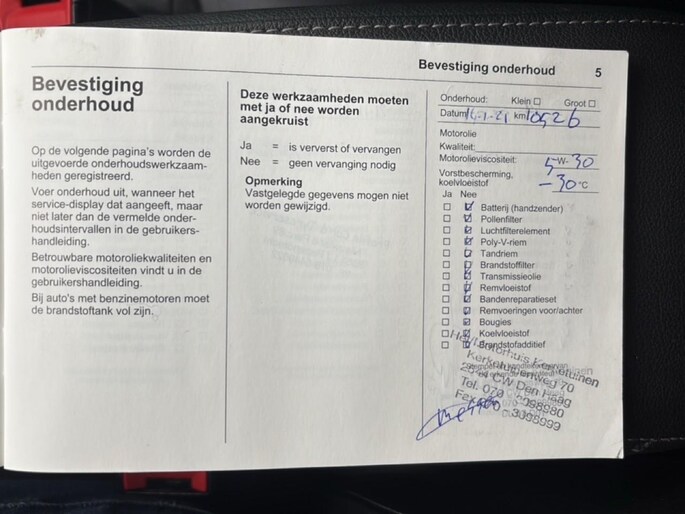 Bevestiging onderhoud 5
Bevestiging
onderhoud
Op de volgende pagina's worden de
uitgevoerde onderhoudswerkzaam-
heden geregistreerd.
Voer onderhoud uit, wanneer het
service-display dat aangeeft, maar
niet later dan de vermelde onder-
houdsintervallen in de gebruikers-
handleiding.
Betrouwbare motoroliekwaliteiten en
motorolieviscositeiten vindt u in de
gebruikershandleiding.
Bij auto's met benzinemotoren moet
de brandstoftank vol zijn.
Deze werkzaamheden moeten
met ja of nee worden
aangekruist
Ja = is ververst of vervangen
Nee = geen vervanging nodig
Opmerking
Vastgelegde gegevens mogen niet
worden gewijzigd.
Onderhoud: Klein Groot
Datum km
Motorolie
Kwaliteit:
Motorolieviscositeit: 5W-30
Vorstbescherming,
koelvloeistof -30 °C
Ja Nee
Batterij (handzender)
Pollenfilter
Luchtfilterelement
Poly-V-riem
Tandriem
Brandstoffilter
Transmissieolie
Remvloeistof
Bandenreparatieset
Remvoeringen voor/achter
Bougies
Koelvloeistof
Brandstofadditief
Kerketuinenweg 70
CW Den Haag
Tel. 070
Fax 3098999